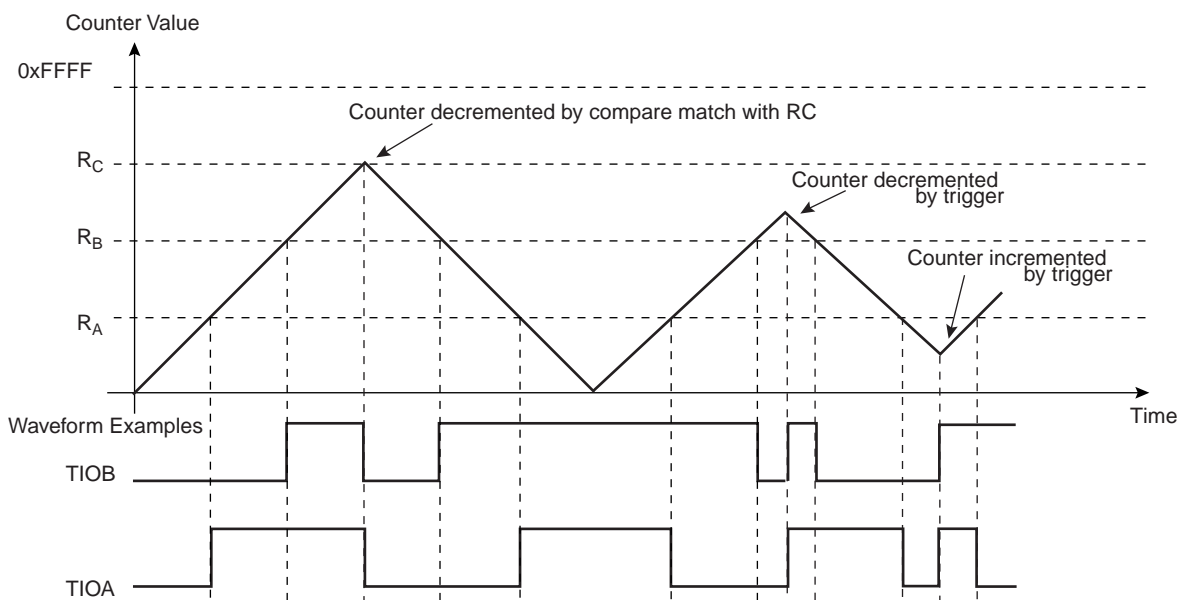 Counter Value
0xFFFF
Counter decremented by compare match with RC
RC
Counter decremented
by trigger
RB
Counter incremented
by trigger
RA
Time
Waveform Examples
TIOB
TIOA